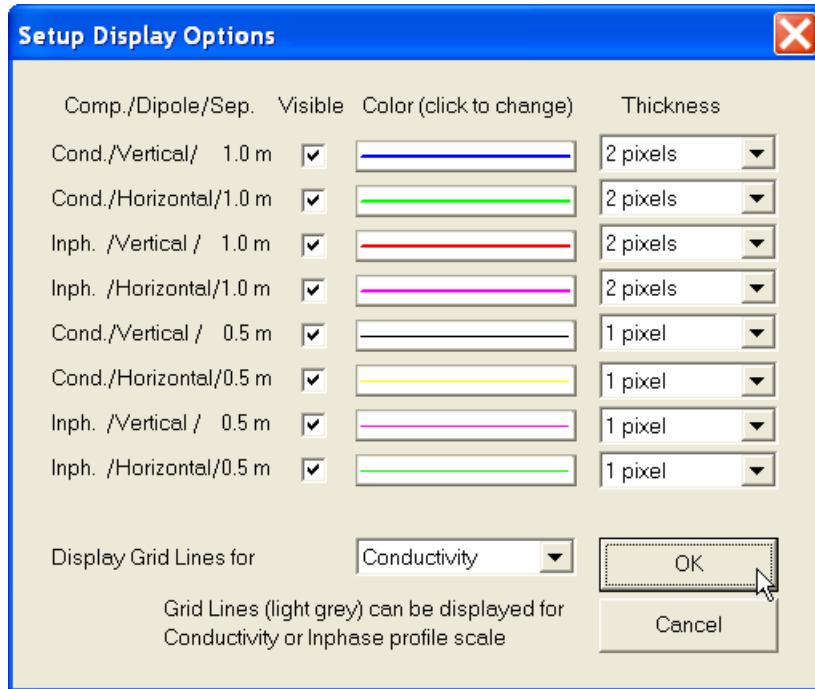 Setup Display Options
Comp./Dipole/Sep. Visible Color (click to change) Thickness
Cond./Vertical/ 1.0 m 2 pixels
Cond./Horizontal/1.0 m 2 pixels
Inph. /Vertical / 1.0 m 2 pixels
Inph. /Horizontal/1.0 m 2 pixels
Cond./Vertical / 0.5 m 1 pixel
Cond./Horizontal/0.5 m 1 pixel
Inph. /Vertical / 0.5 m 1 pixel
Inph. /Horizontal/0.5 m 1 pixel
Display Grid Lines for Conductivity OK
Grid Lines (light grey) can be displayed for
Conductivity or Inphase profile scale
Cancel